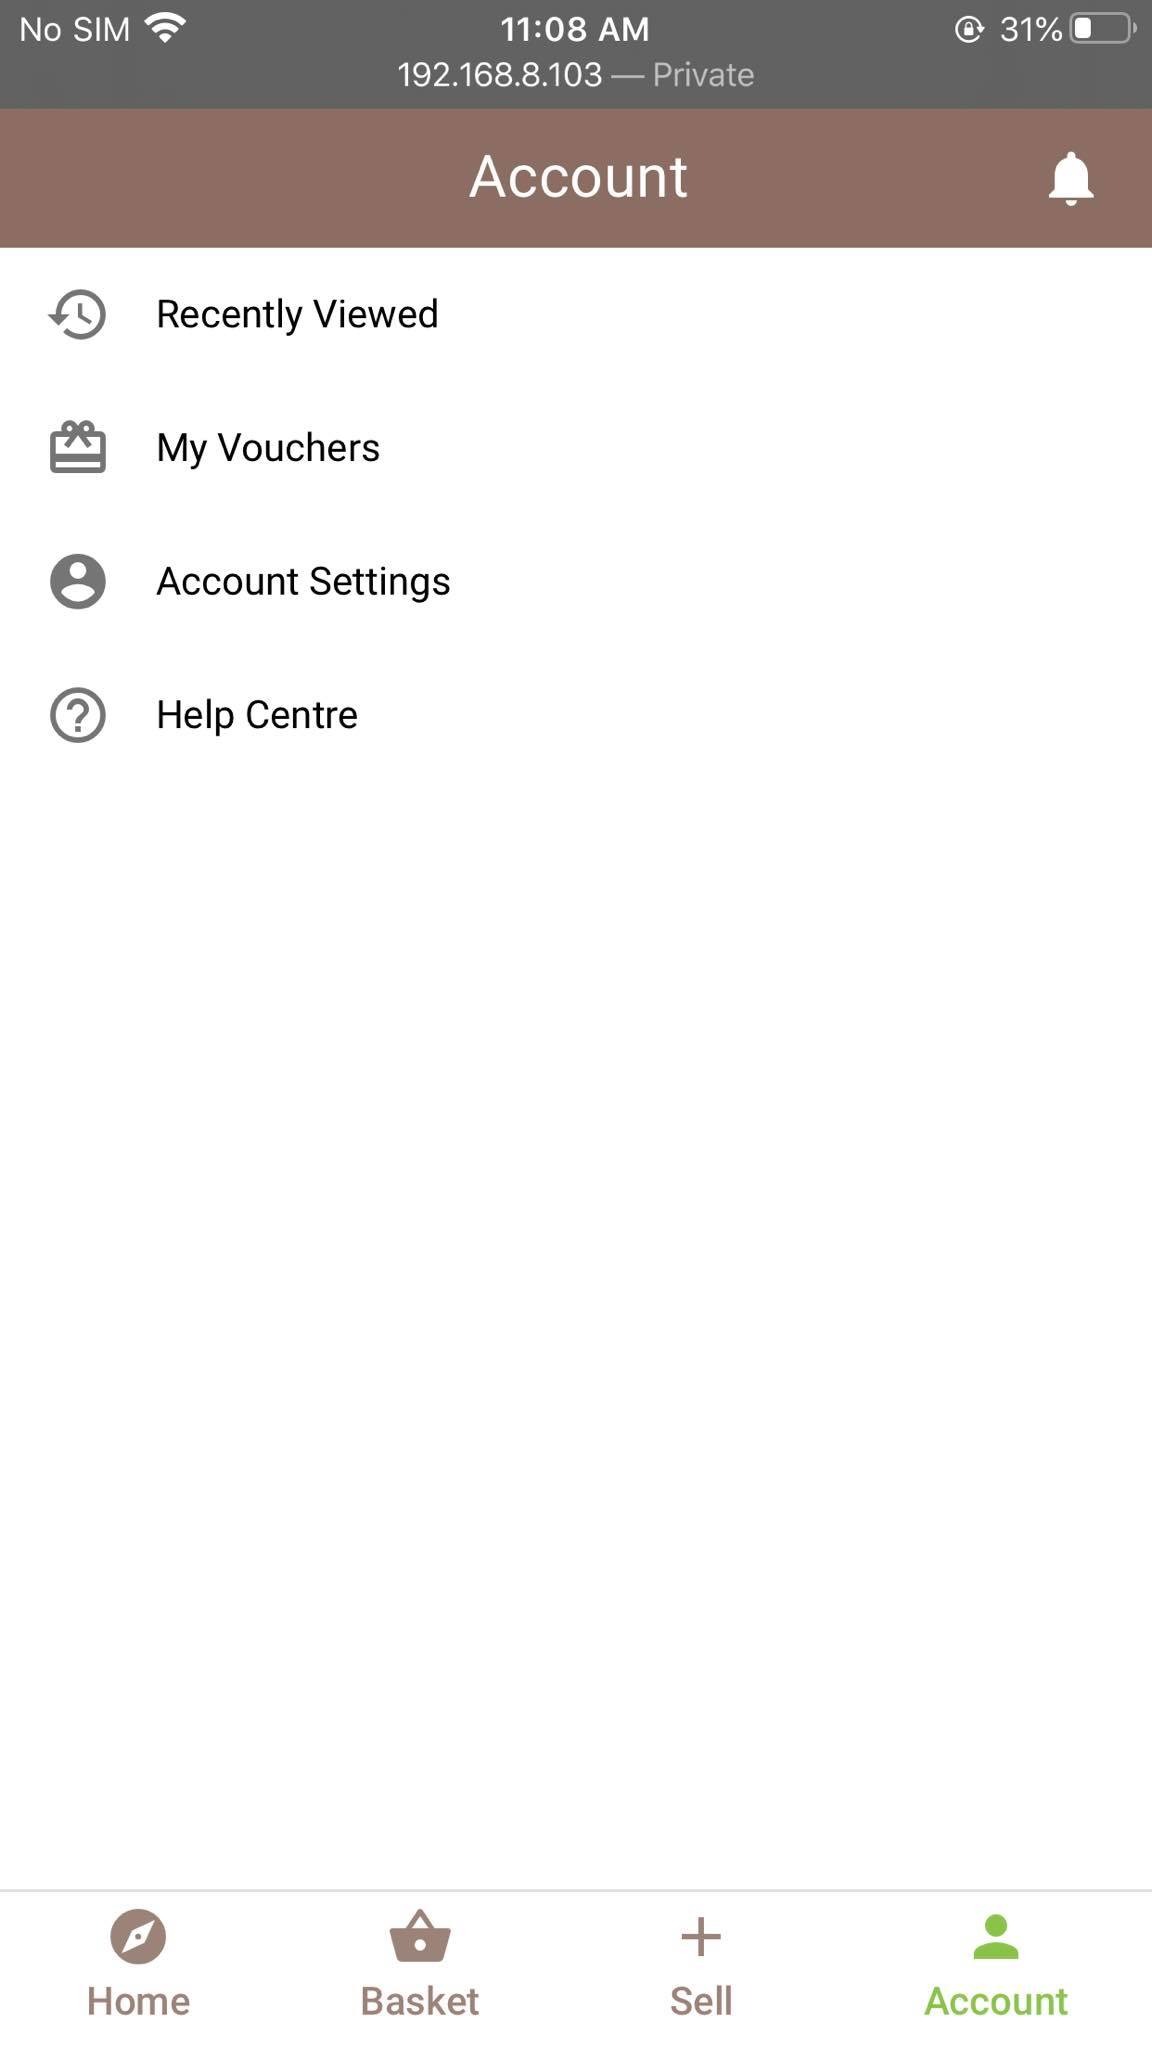 No SIM 11:08 AM 31%
192.168.8.103 — Private
Account
Recently Viewed
My Vouchers
Account Settings
Help Centre
Home Basket Sell Account